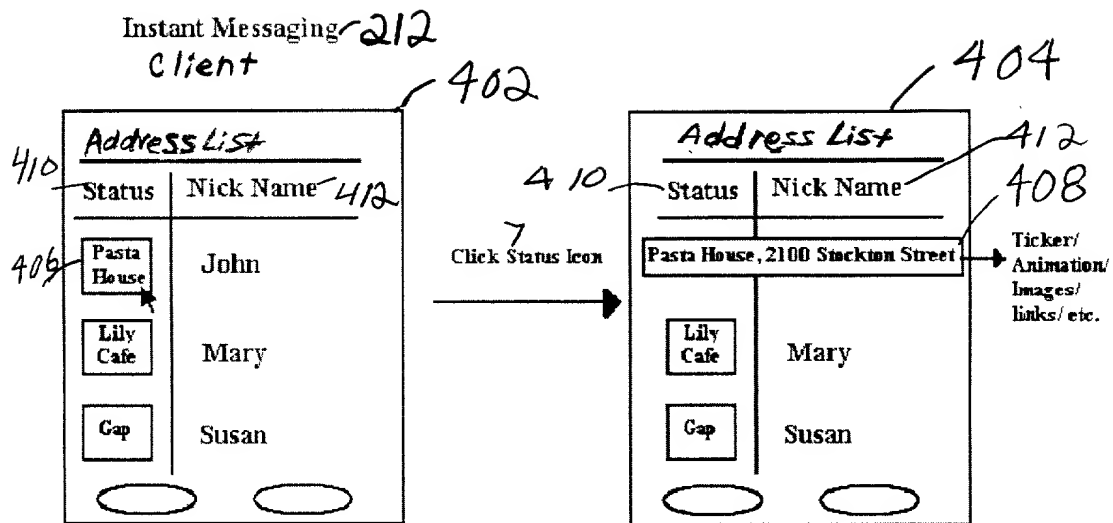 Instant Messaging 212
Client
402
Address List
410
Status
Nick Name
412
406
Pasta
House
John
Lily
Cafe
Mary
Gap
Susan
7
Click Status Icon
404
Address List
412
410
Status
Nick Name
408
Pasta House, 2100 Stockton Street
Ticker/
Animation/
Images/
links/ etc.
Lily
Cafe
Mary
Gap
Susan